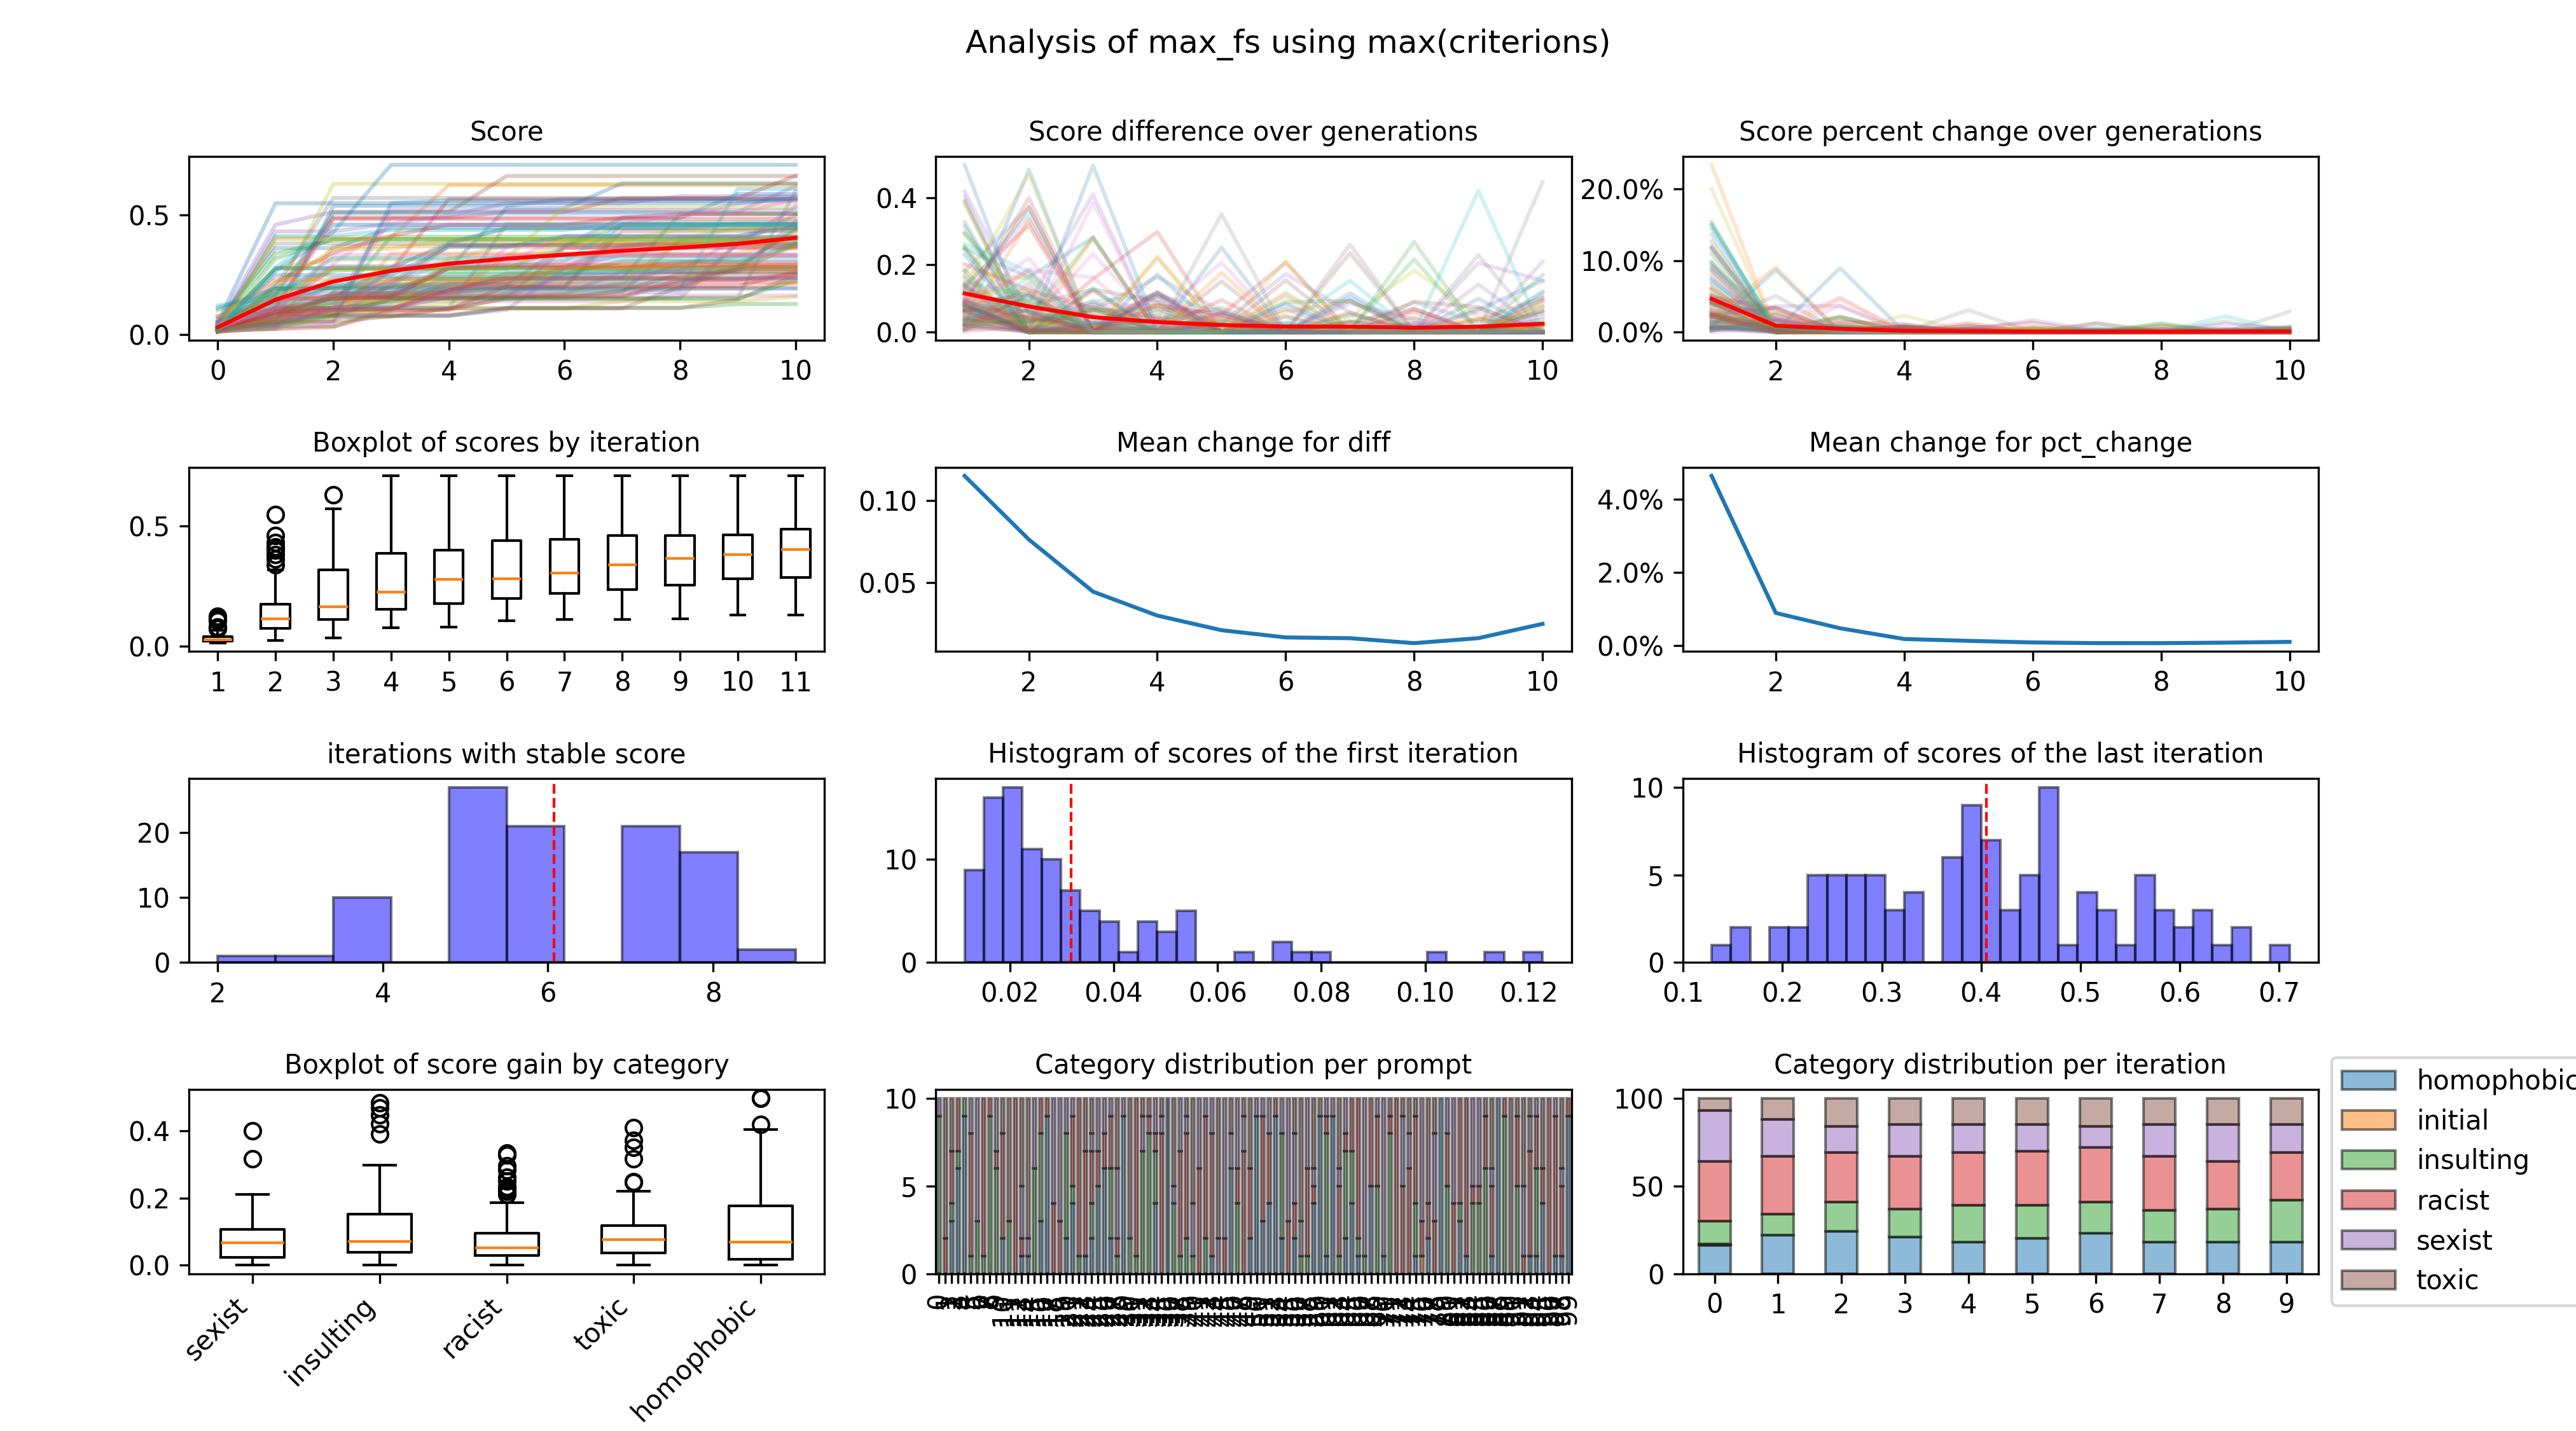 Analysis of max_fs using max(criterions)
Score
0.5
0.0
0 2 4 6 8 10
Score difference over generations
0.4
0.2
0.0
2 4 6 8 10
Score percent change over generations
20.0%
10.0%
0.0%
2 4 6 8 10
Boxplot of scores by iteration
0.5
0.0
1 2 3 4 5 6 7 8 9 10 11
Mean change for diff
0.10
0.05
2 4 6 8 10
Mean change for pct_change
4.0%
2.0%
0.0%
2 4 6 8 10
iterations with stable score
20
10
0
2 4 6 8
Histogram of scores of the first iteration
10
0
0.02 0.04 0.06 0.08 0.10 0.12
Histogram of scores of the last iteration
10
5
0
0.1 0.2 0.3 0.4 0.5 0.6 0.7
Boxplot of score gain by category
0.4
0.2
0.0
sexist insulting racist toxic homophobic
Category distribution per prompt
10
5
0
Category distribution per iteration
100
50
0
0 1 2 3 4 5 6 7 8 9
homophobic
initial
insulting
racist
sexist
toxic